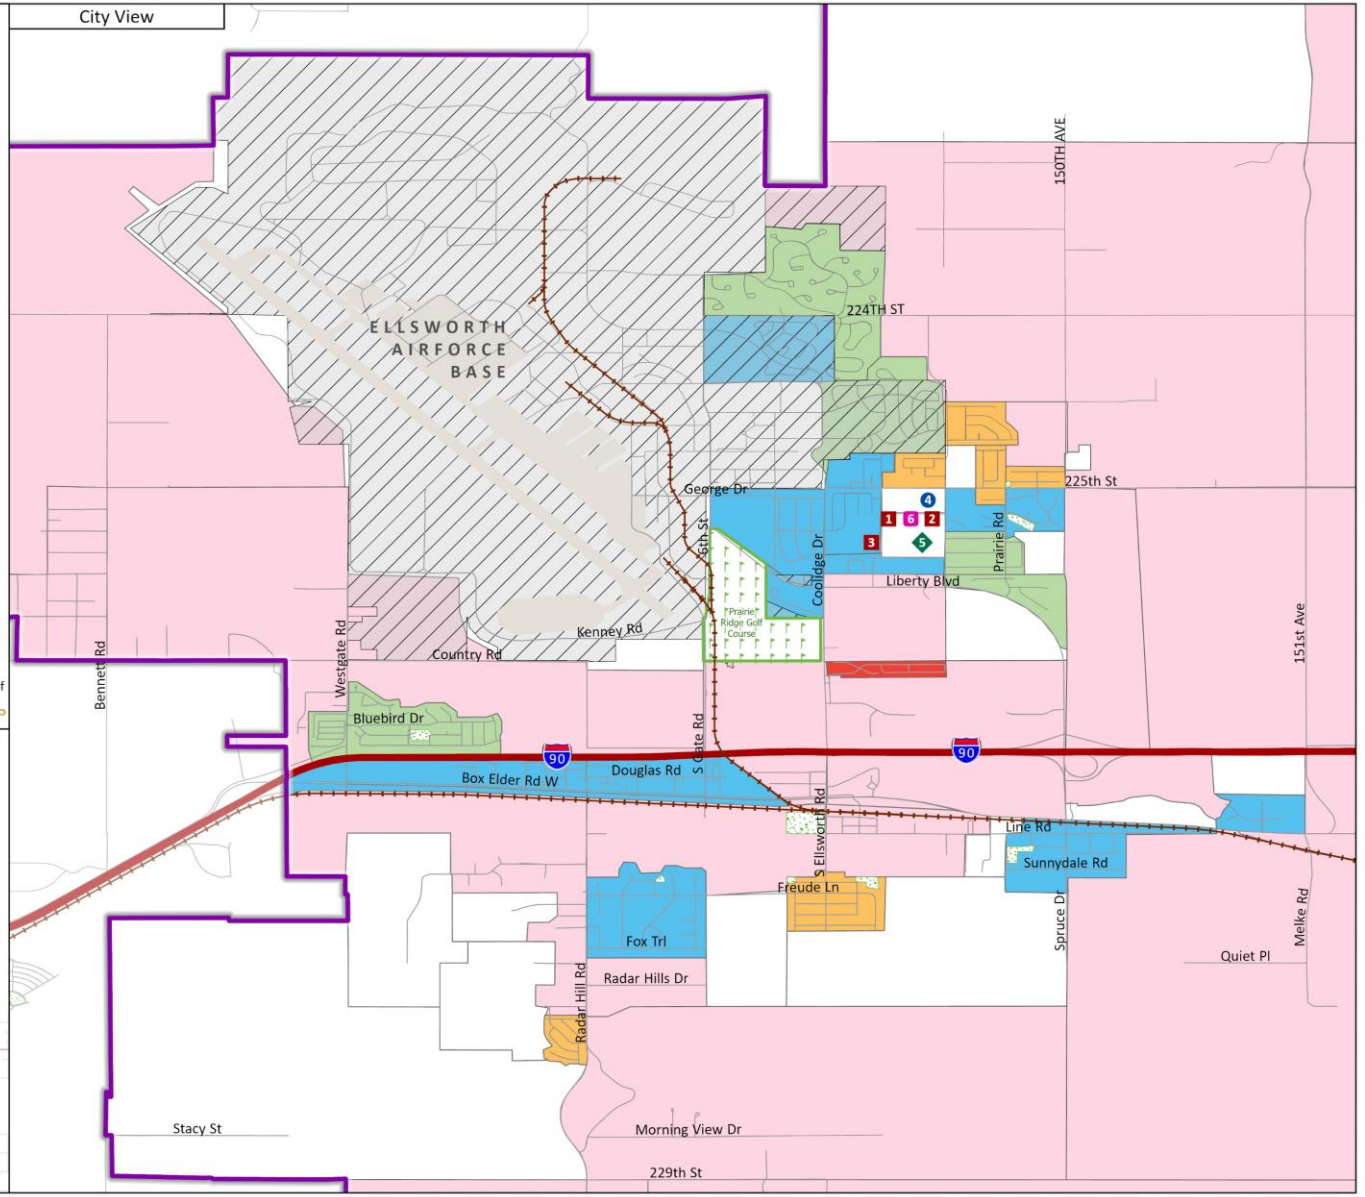 City View
150TH AVE
224TH ST
ELLSWORTH
AIRFORCE
BASE
225th St
George Dr
4
1
6
2
3
5
6th St
Prairie Rd
Coolidge Dr
Liberty Blvd
Prairie
Ridge Golf
Course
Kenney Rd
Country Rd
Westgate Rd
Bennett Rd
151st Ave
f
Bluebird Dr
S Gate Rd
90
90
Douglas Rd
Box Elder Rd W
S Ellsworth Rd
Line Rd
Sunnydale Rd
Freude Ln
Spruce Dr
Melke Rd
Fox Trl
Quiet Pl
Radar Hills Dr
Radar Hill Rd
Stacy St
Morning View Dr
229th St